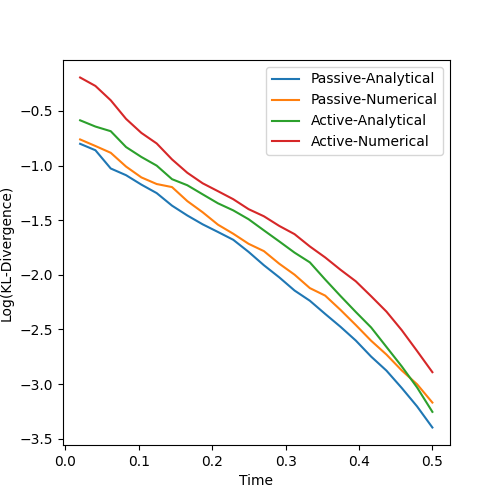 Passive-Analytical
Passive-Numerical
Active-Analytical
Active-Numerical
−0.5
−1.0
−1.5
−2.0
−2.5
−3.0
−3.5
Log(KL-Divergence)
0.0 0.1 0.2 0.3 0.4 0.5
Time